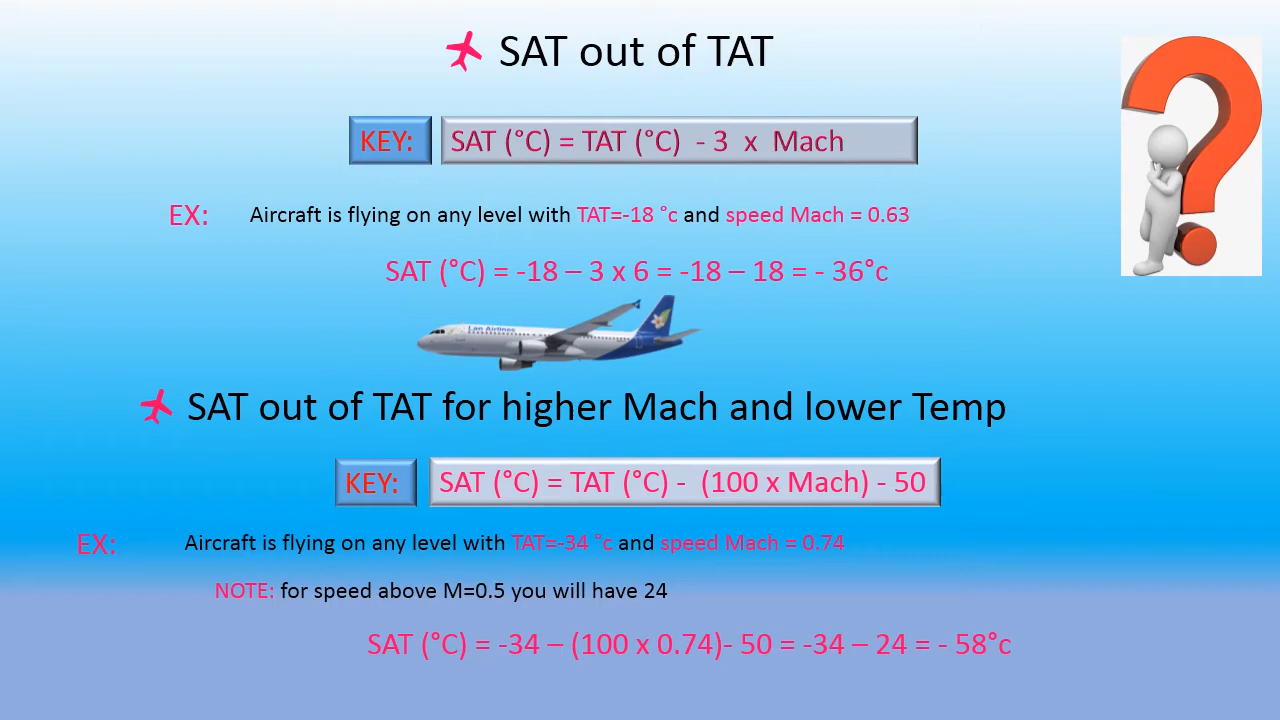 SAT out of TAT
KEY: SAT (°C) = TAT (°C) - 3 x Mach
EX: Aircraft is flying on any level with TAT=-18 °c and speed Mach = 0.63
SAT (°C) = -18 – 3 x 6 = -18 – 18 = - 36°c
Lan Airlines
SAT out of TAT for higher Mach and lower Temp
KEY: SAT (°C) = TAT (°C) - (100 x Mach) - 50
EX: Aircraft is flying on any level with TAT=-34 °c and speed Mach = 0.74
NOTE: for speed above M=0.5 you will have 24
SAT (°C) = -34 – (100 x 0.74)- 50 = -34 – 24 = - 58°c